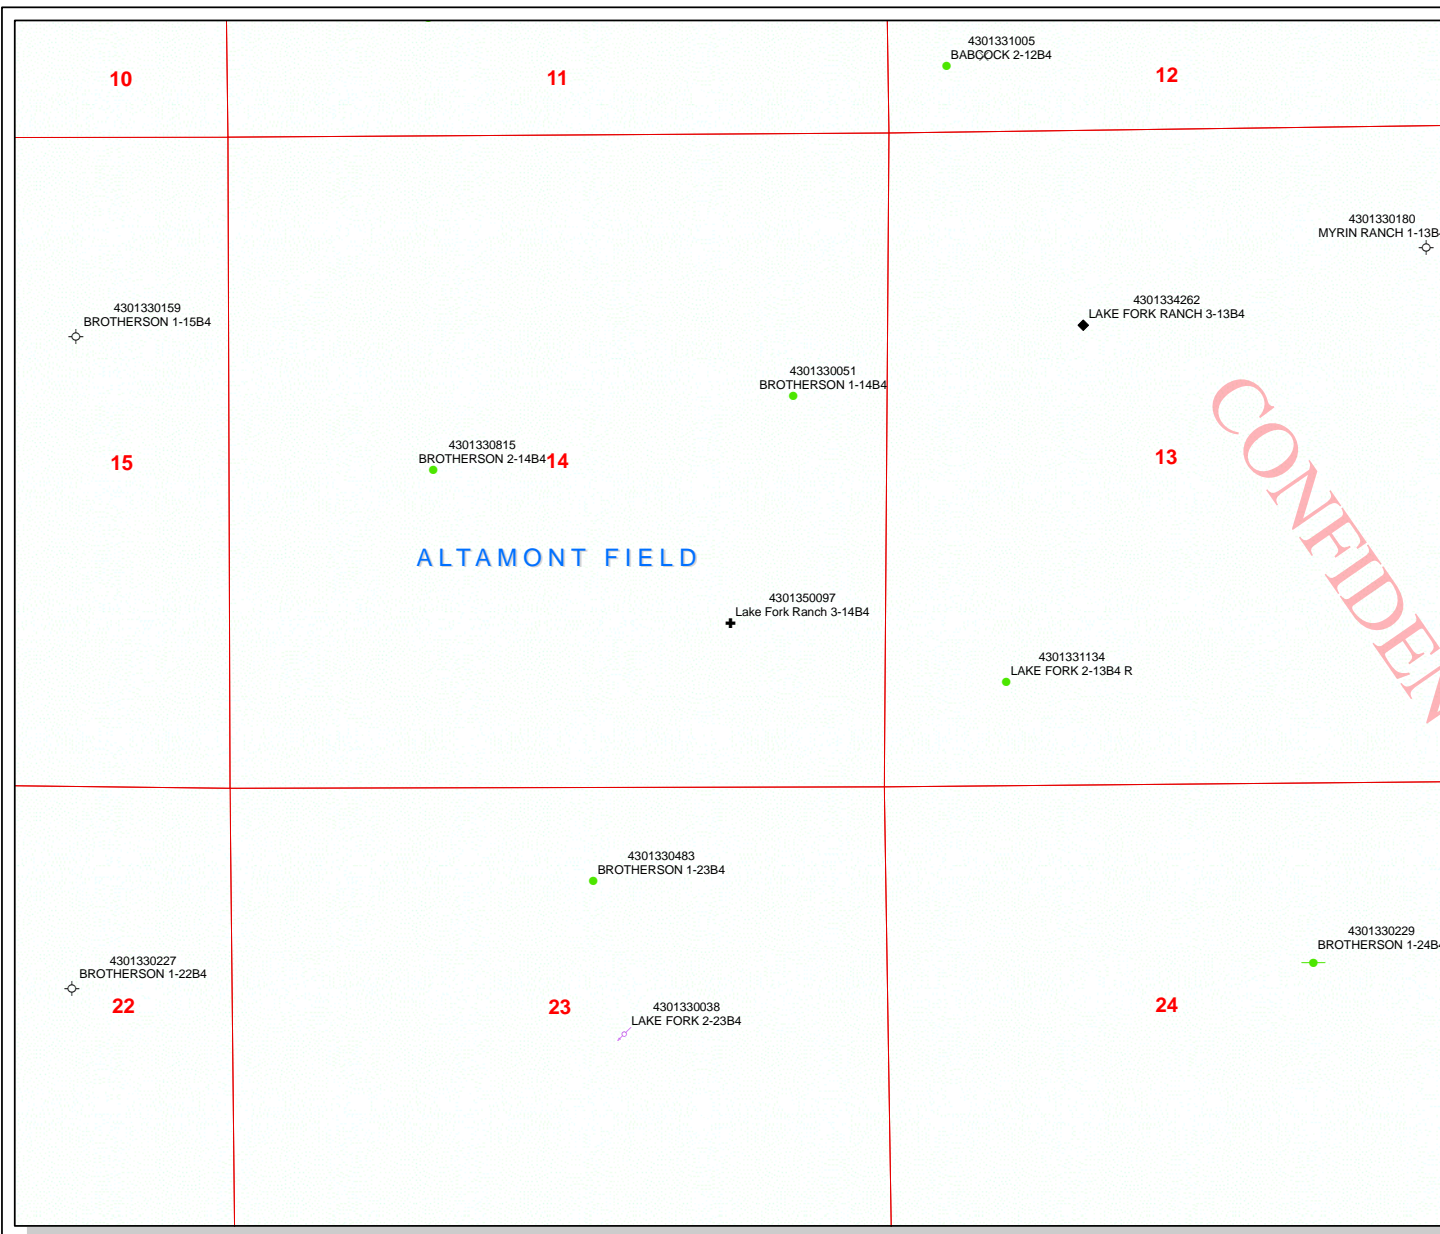 4301331005
BABCOCK 2-12B4
10
11
12
4301330180
MYRIN RANCH 1-13B4
4301330159
BROTHERSON 1-15B4
4301334262
LAKE FORK RANCH 3-13B4
4301330051
BROTHERSON 1-14B4
4301330815
BROTHERSON 2-14B4
15
14
13
CONFIDEN
ALTAMONT FIELD
4301350097
Lake Fork Ranch 3-14B4
4301331134
LAKE FORK 2-13B4 R
4301330483
BROTHERSON 1-23B4
4301330229
BROTHERSON 1-24B4
4301330227
BROTHERSON 1-22B4
22
23
24
4301330038
LAKE FORK 2-23B4